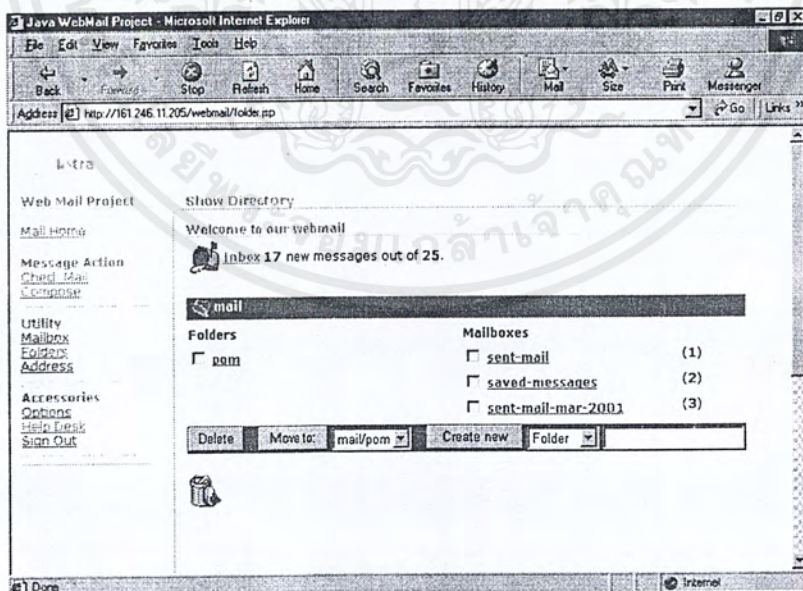 Java WebMail Project - Microsoft Internet Explorer
File Edit View Favorites Tools Help
Back Forward Stop Refresh Home Search Favorites History Mail Size Print Messenger
Address http://161.246.11.205/webmail/folder.jsp Go Links »
Web Mail Project
Mail Home
Message Action
Check Mail
Compose
Utility
Mailbox
Folders
Address
Accessories
Options
Help Desk
Sign Out
Show Directory
Welcome to our webmail
Inbox 17 new messages out of 25.
mail
Folders Mailboxes
pom sent-mail (1)
saved-messages (2)
sent-mail-mar-2001 (3)
Delete Move to: mail/pom Create new Folder
Done Internet